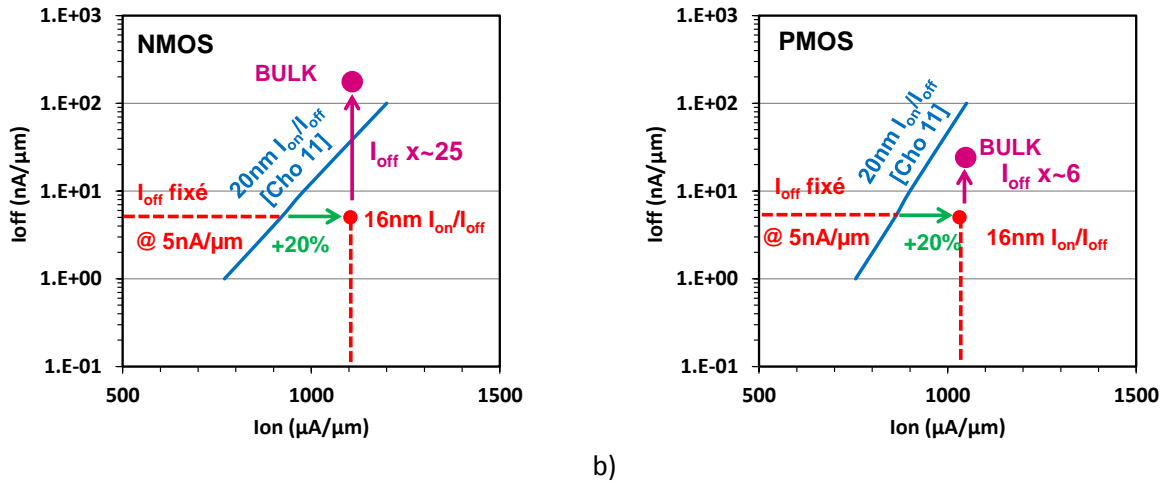 NMOS
BULK
20nm Ion/Ioff
[Cho 11]
Ioff x~25
Ioff fixé
@ 5nA/µm
+20%
16nm Ion/Ioff
1.E+03
1.E+02
1.E+01
1.E+00
1.E-01
Ioff (nA/µm)
500
1000
1500
Ion (µA/µm)
PMOS
20nm Ion/Ioff
[Cho 11]
BULK
Ioff x~6
Ioff fixé
@ 5nA/µm
+20%
16nm Ion/Ioff
1.E+03
1.E+02
1.E+01
1.E+00
1.E-01
Ioff (nA/µm)
500
1000
1500
Ion (µA/µm)
b)